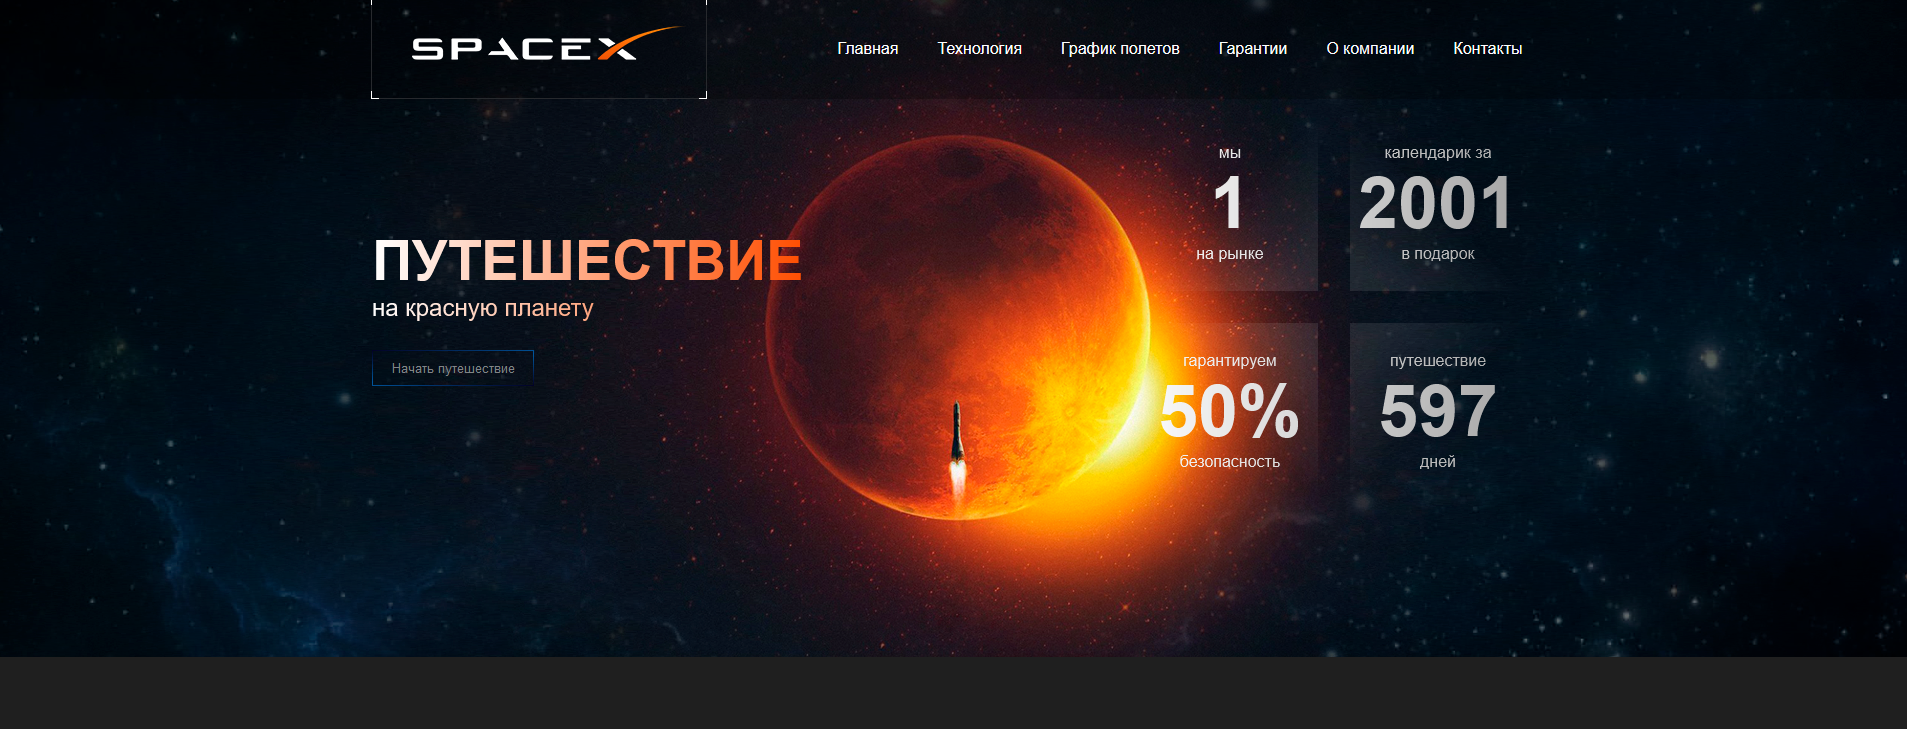 SPACEX
Главная
Технология
График полетов
Гарантии
О компании
Контакты
ПУТЕШЕСТВИЕ
на красную планету
Начать путешествие
мы
1
на рынке
календарик за
2001
в подарок
гарантируем
50%
безопасность
путешествие
597
дней